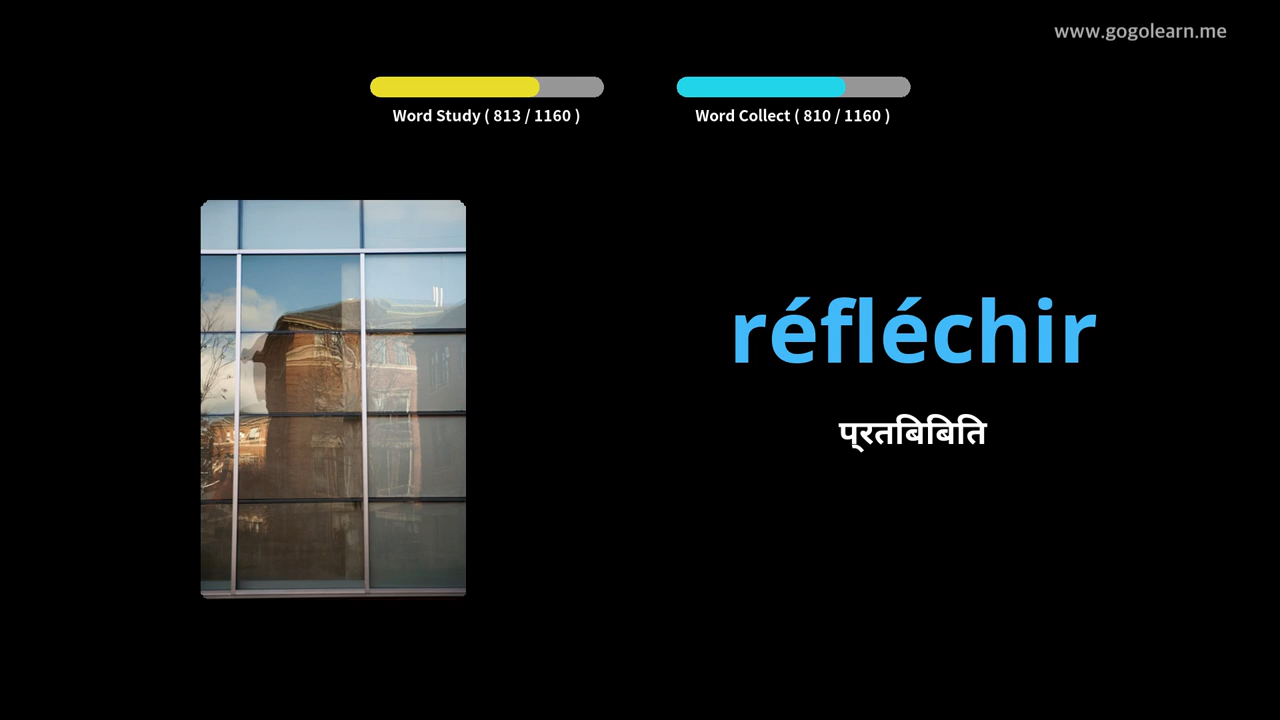 www.gogolearn.me
Word Study ( 813 / 1160 )
Word Collect ( 810 / 1160 )
réfléchir
प्रतबिबिति